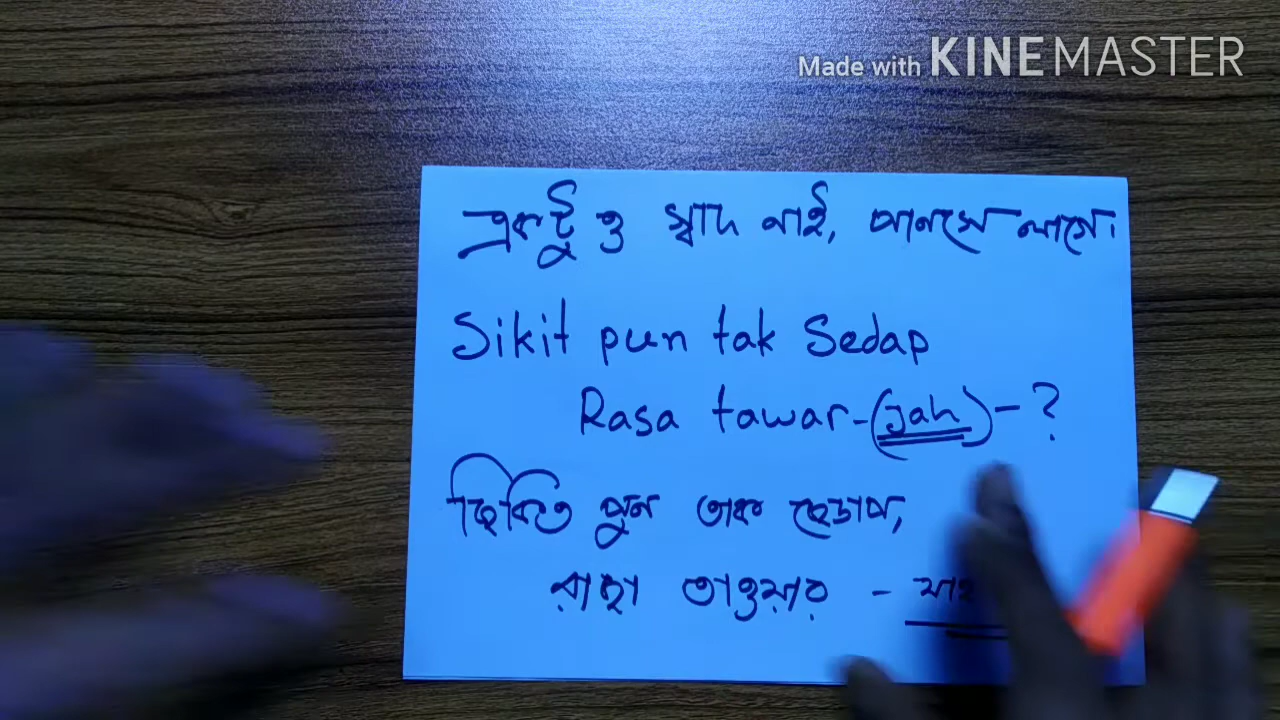 Made with KINEMASTER
একটু ও স্বাদ নাই, পানসে লাগে।
Sikit pun tak Sedap
Rasa tawar-(jah)-?
ছিকিত পুন তাক ছেডাপ,
রাছা তাওয়ার -